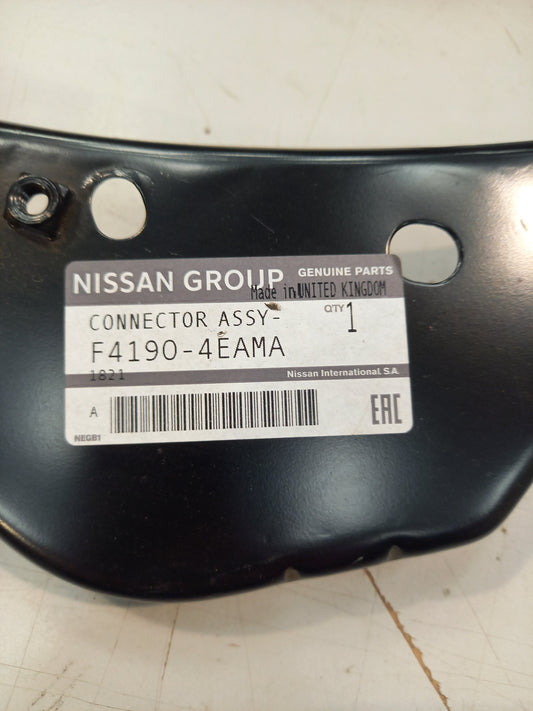 NISSAN GROUP GENUINE PARTS
Made in UNITED KINGDOM
CONNECTOR ASSY- QTY 1
F4190-4EAMA
1821 Nissan International S.A.
A EAC
NEGB1